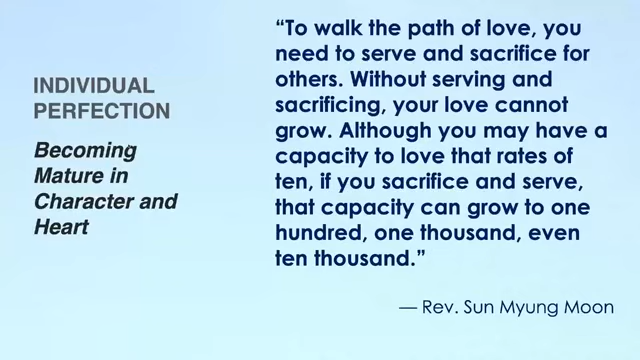 INDIVIDUAL
PERFECTION
Becoming
Mature in
Character and
Heart
“To walk the path of love, you
need to serve and sacrifice for
others. Without serving and
sacrificing, your love cannot
grow. Although you may have a
capacity to love that rates of
ten, if you sacrifice and serve,
that capacity can grow to one
hundred, one thousand, even
ten thousand.”
— Rev. Sun Myung Moon